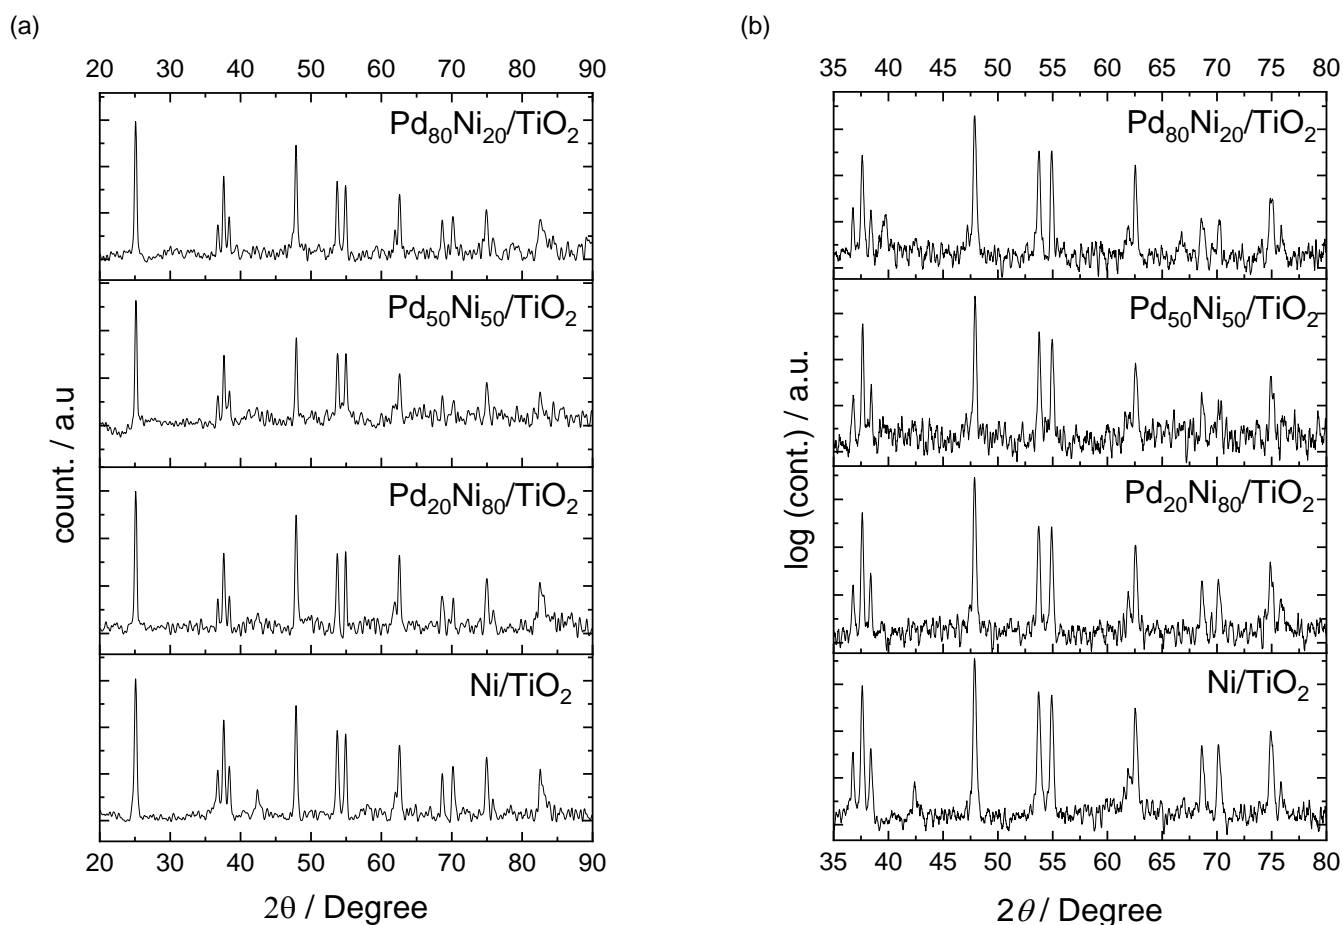 (a)
(b)
20 30 40 50 60 70 80 90
35 40 45 50 55 60 65 70 75 80
Pd80Ni20/TiO2
Pd80Ni20/TiO2
Pd50Ni50/TiO2
Pd50Ni50/TiO2
Pd20Ni80/TiO2
Pd20Ni80/TiO2
Ni/TiO2
Ni/TiO2
count. / a.u
log (cont.) / a.u.
20 30 40 50 60 70 80 90
35 40 45 50 55 60 65 70 75 80
2θ / Degree
2θ / Degree